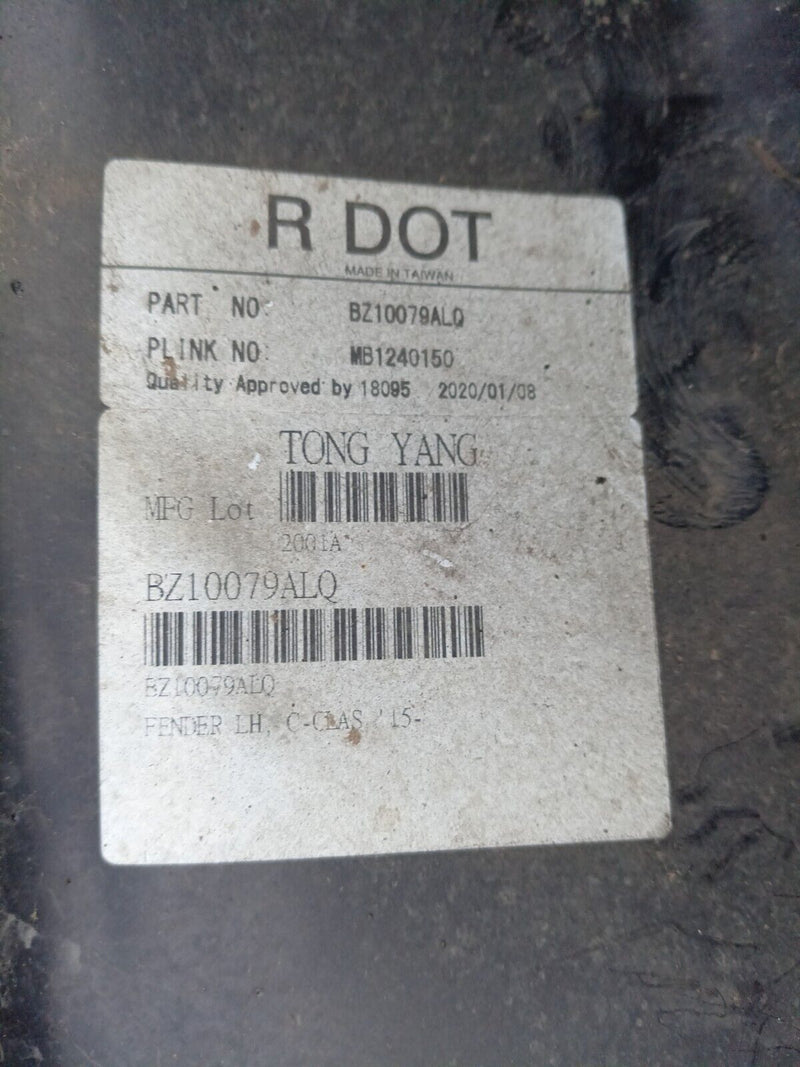 R DOT
MADE IN TAIWAN
PART NO: BZ10079ALQ
PLINK NO: MB1240150
Quality Approved by 18095 2020/01/08
TONG YANG
MFG Lot
2001A
BZ10079ALQ
BZ10079ALQ
FENDER LH, C-CLAS '15-